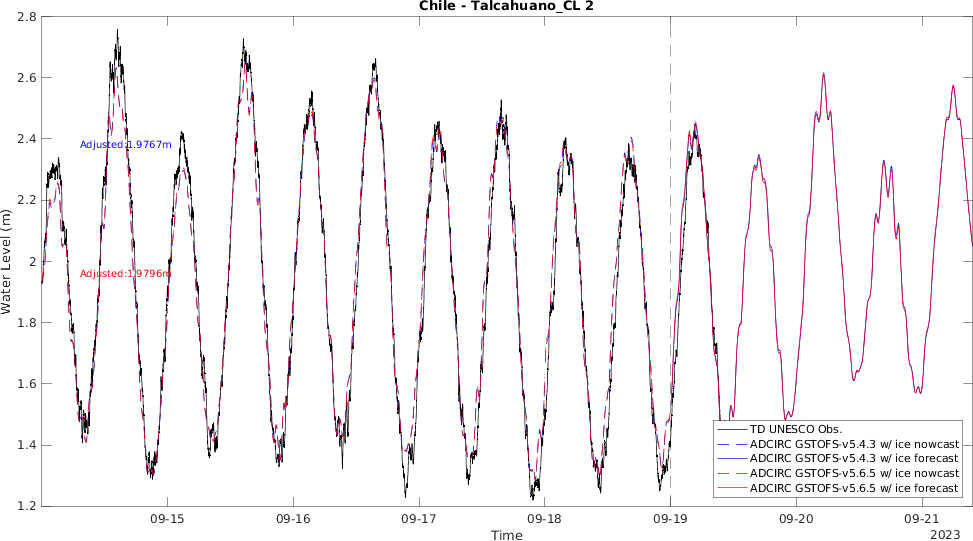 Chile - Talcahuano_CL 2
Water Level (m)
2.8
2.6
2.4
2.2
2
1.8
1.6
1.4
1.2
Adjusted:1.9767m
Adjusted:1.9796m
TD UNESCO Obs.
ADCIRC GSTOFS-v5.4.3 w/ ice nowcast
ADCIRC GSTOFS-v5.4.3 w/ ice forecast
ADCIRC GSTOFS-v5.6.5 w/ ice nowcast
ADCIRC GSTOFS-v5.6.5 w/ ice forecast
09-15 09-16 09-17 09-18 09-19 09-20 09-21
Time
2023